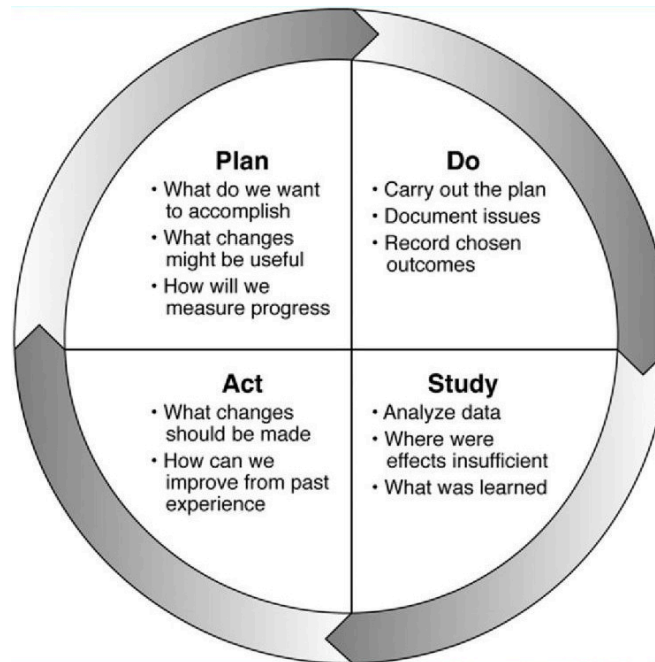 Plan
• What do we want
to accomplish
• What changes
might be useful
• How will we
measure progress
Do
• Carry out the plan
• Document issues
• Record chosen
outcomes
Act
• What changes
should be made
• How can we
improve from past
experience
Study
• Analyze data
• Where were
effects insufficient
• What was learned